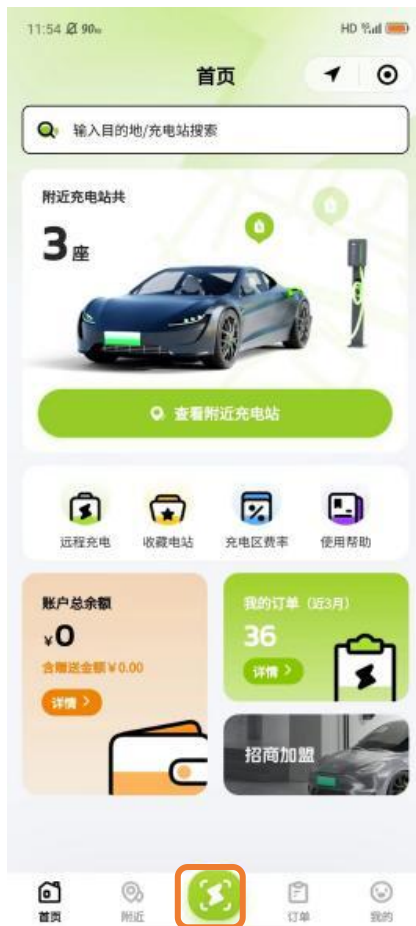 11:54
HD
首页
输入目的地/充电站搜索
附近充电站共
3座
查看附近充电站
远程充电 收藏电站 充电区费率 使用帮助
账户总余额
¥0
含赠送金额¥0.00
详情
我的订单（近3月）
36
详情
招商加盟
首页 附近 订单 我的